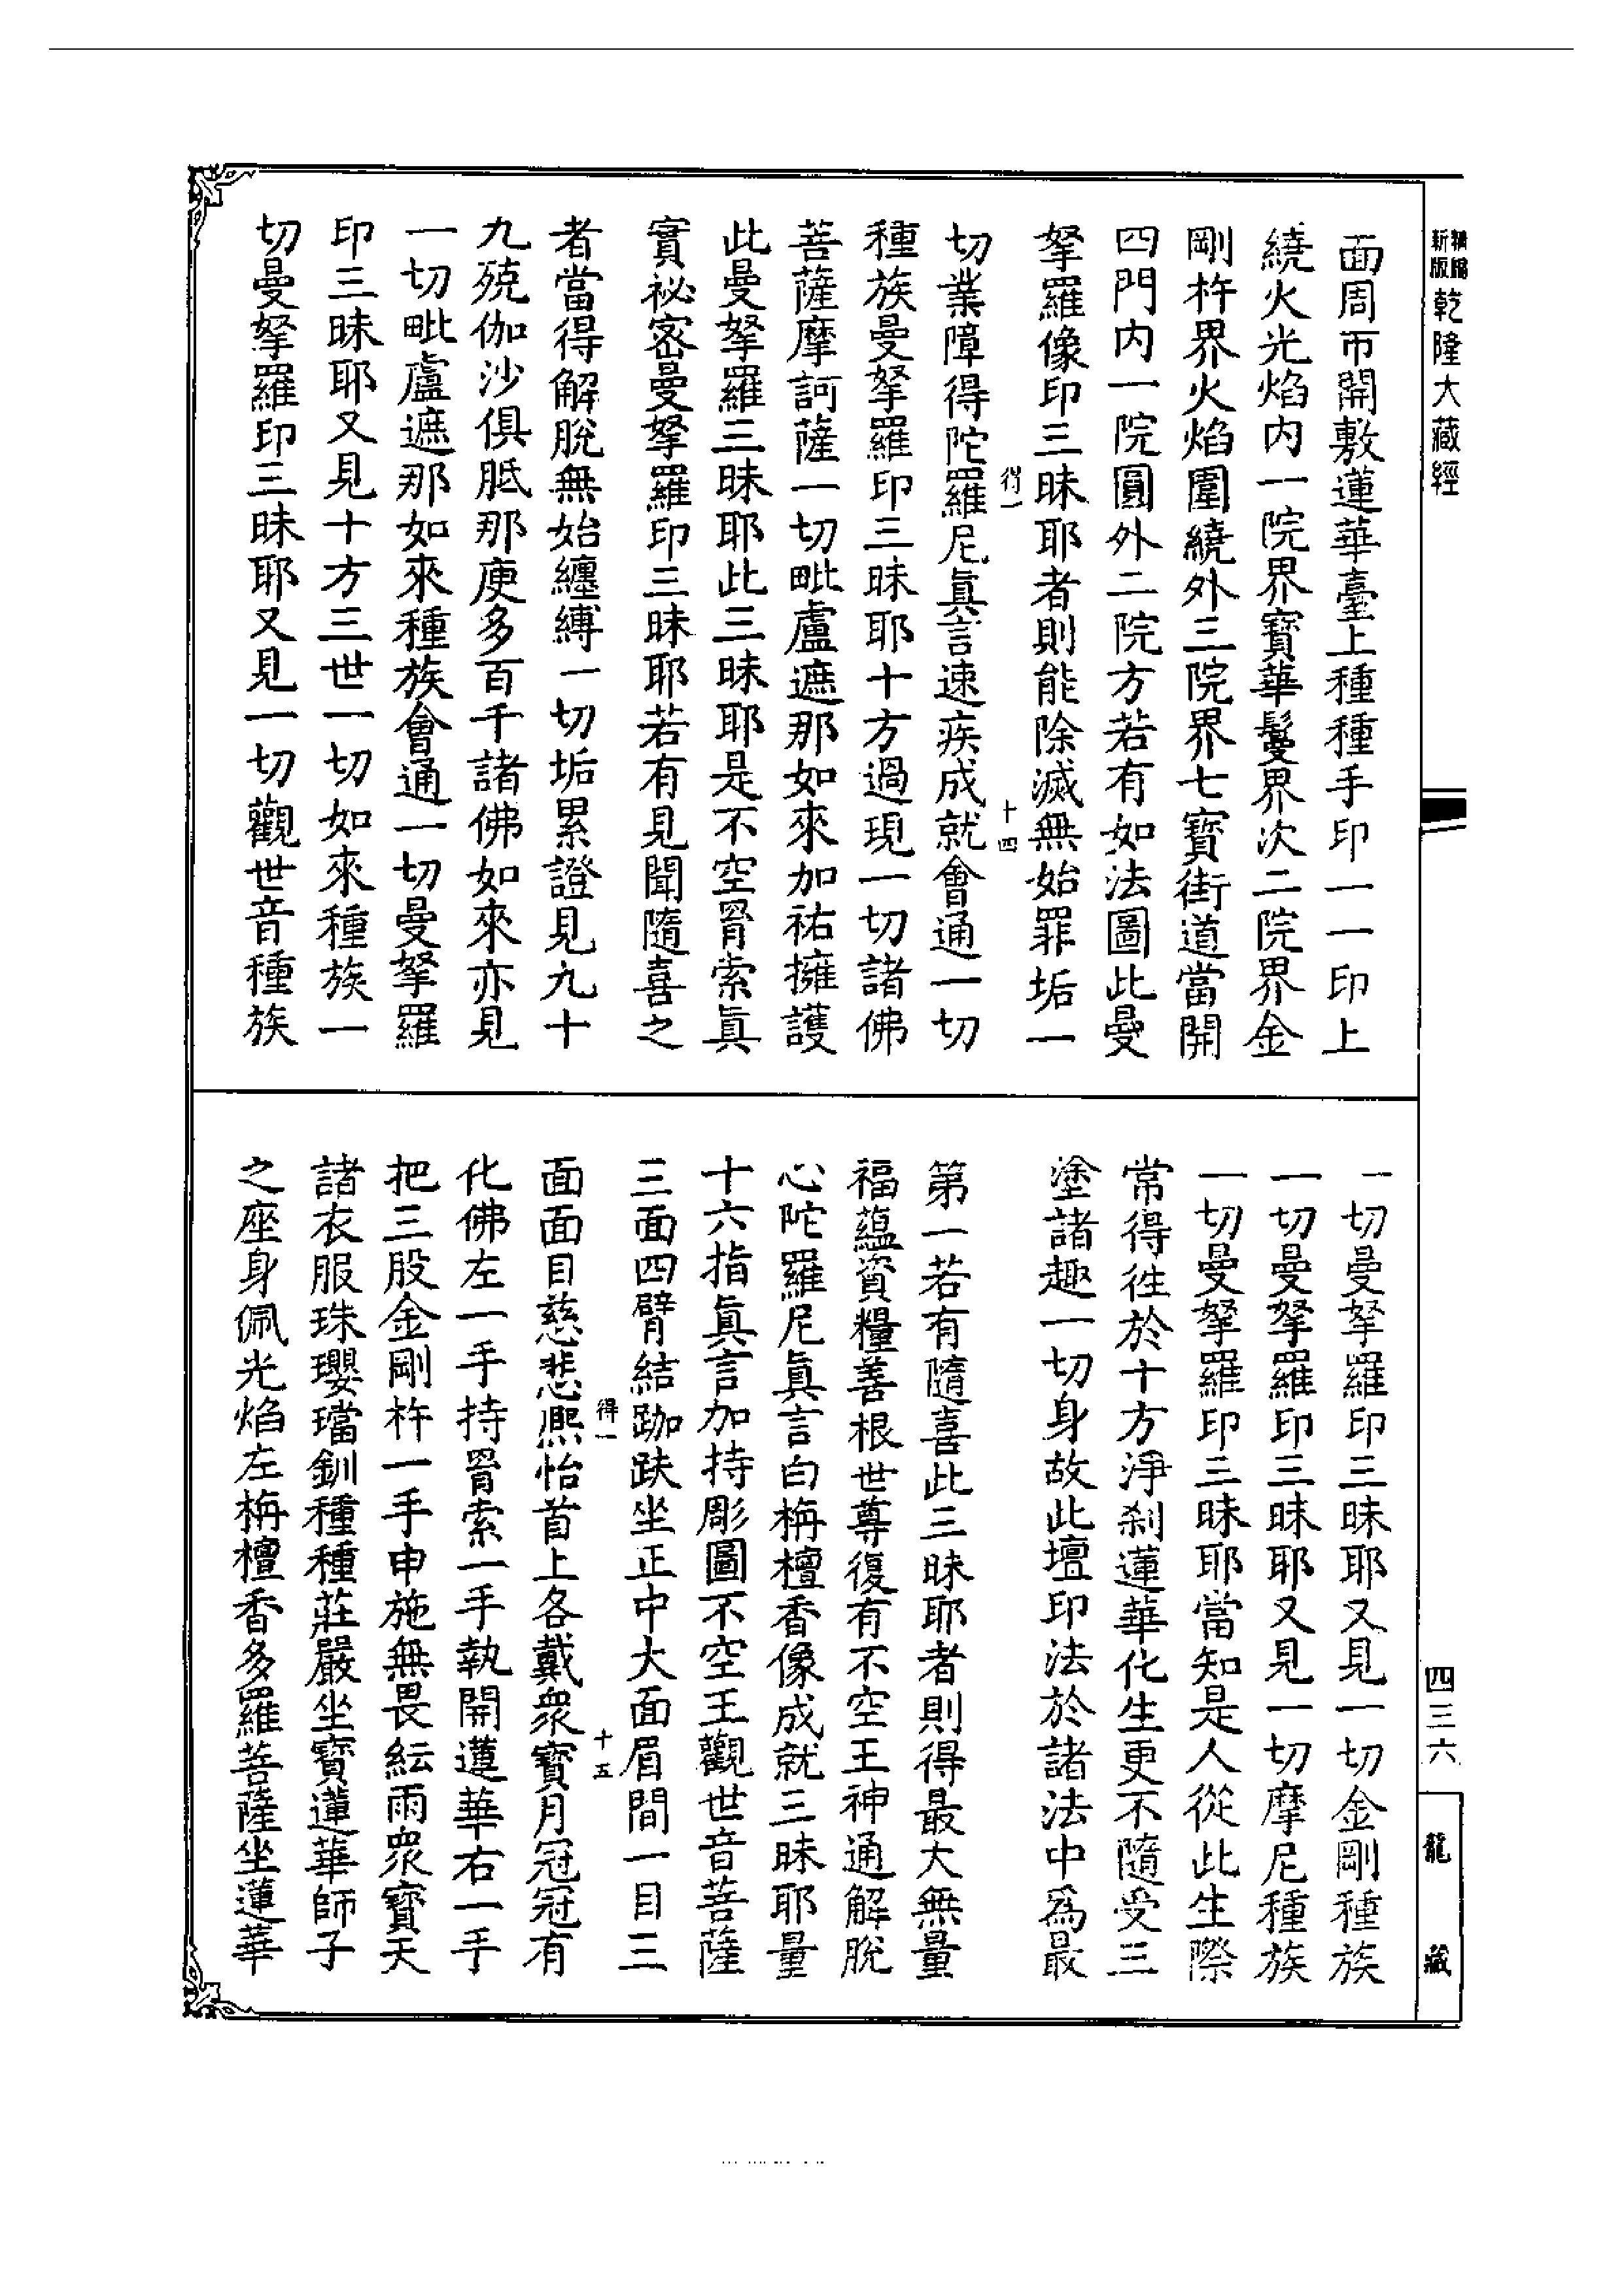 精編
新版
乾隆大藏經
面周帀開敷蓮華臺上種種手印一一印上
繞火光焰内一院界寶華鬘界次二院界金
剛杵界火焰圍繞外三院界七寶街道當開
四門内一院圓外二院方若有如法圖此曼
拏羅像印三昧耶者則能除滅無始罪垢一
得一
十四
切業障得陀羅尼眞言速疾成就會通一切
種族曼拏羅印三昧耶十方過現一切諸佛
菩薩摩訶薩一切毗盧遮那如來加祐擁護
此曼拏羅三昧耶此三昧耶是不空羂索眞
實祕密曼拏羅印三昧耶若有見聞隨喜之
者當得解脫無始纏縛一切垢累證見九十
九殑伽沙俱胝那庾多百千諸佛如來亦見
一切毗盧遮那如來種族會通一切曼拏羅
印三昧耶又見十方三世一切如來種族一
切曼拏羅印三昧耶又見一切觀世音種族
一切曼拏羅印三昧耶又見一切金剛種族
一切曼拏羅印三昧耶又見一切摩尼種族
一切曼拏羅印三昧耶當知是人從此生際
常得徃於十方淨刹蓮華化生更不隨受三
塗諸趣一切身故此壇印法於諸法中爲最
第一若有隨喜此三昧耶者則得最大無量
福蘊資糧善根世尊復有不空王神通解脫
心陀羅尼眞言白栴檀香像成就三昧耶量
十六指眞言加持彫圖不空王觀世音菩薩
三面四臂結跏趺坐正中大面眉間一目三
得一
十五
面面目慈悲熈怡首上各戴衆寶月冠冠有
化佛左一手持羂索一手執開蓮華右一手
把三股金剛杵一手申施無畏紜雨衆寶天
諸衣服珠瓔璫釧種種莊嚴坐寶蓮華師子
之座身佩光焰左栴檀香多羅菩薩坐蓮華
四三六
龍藏